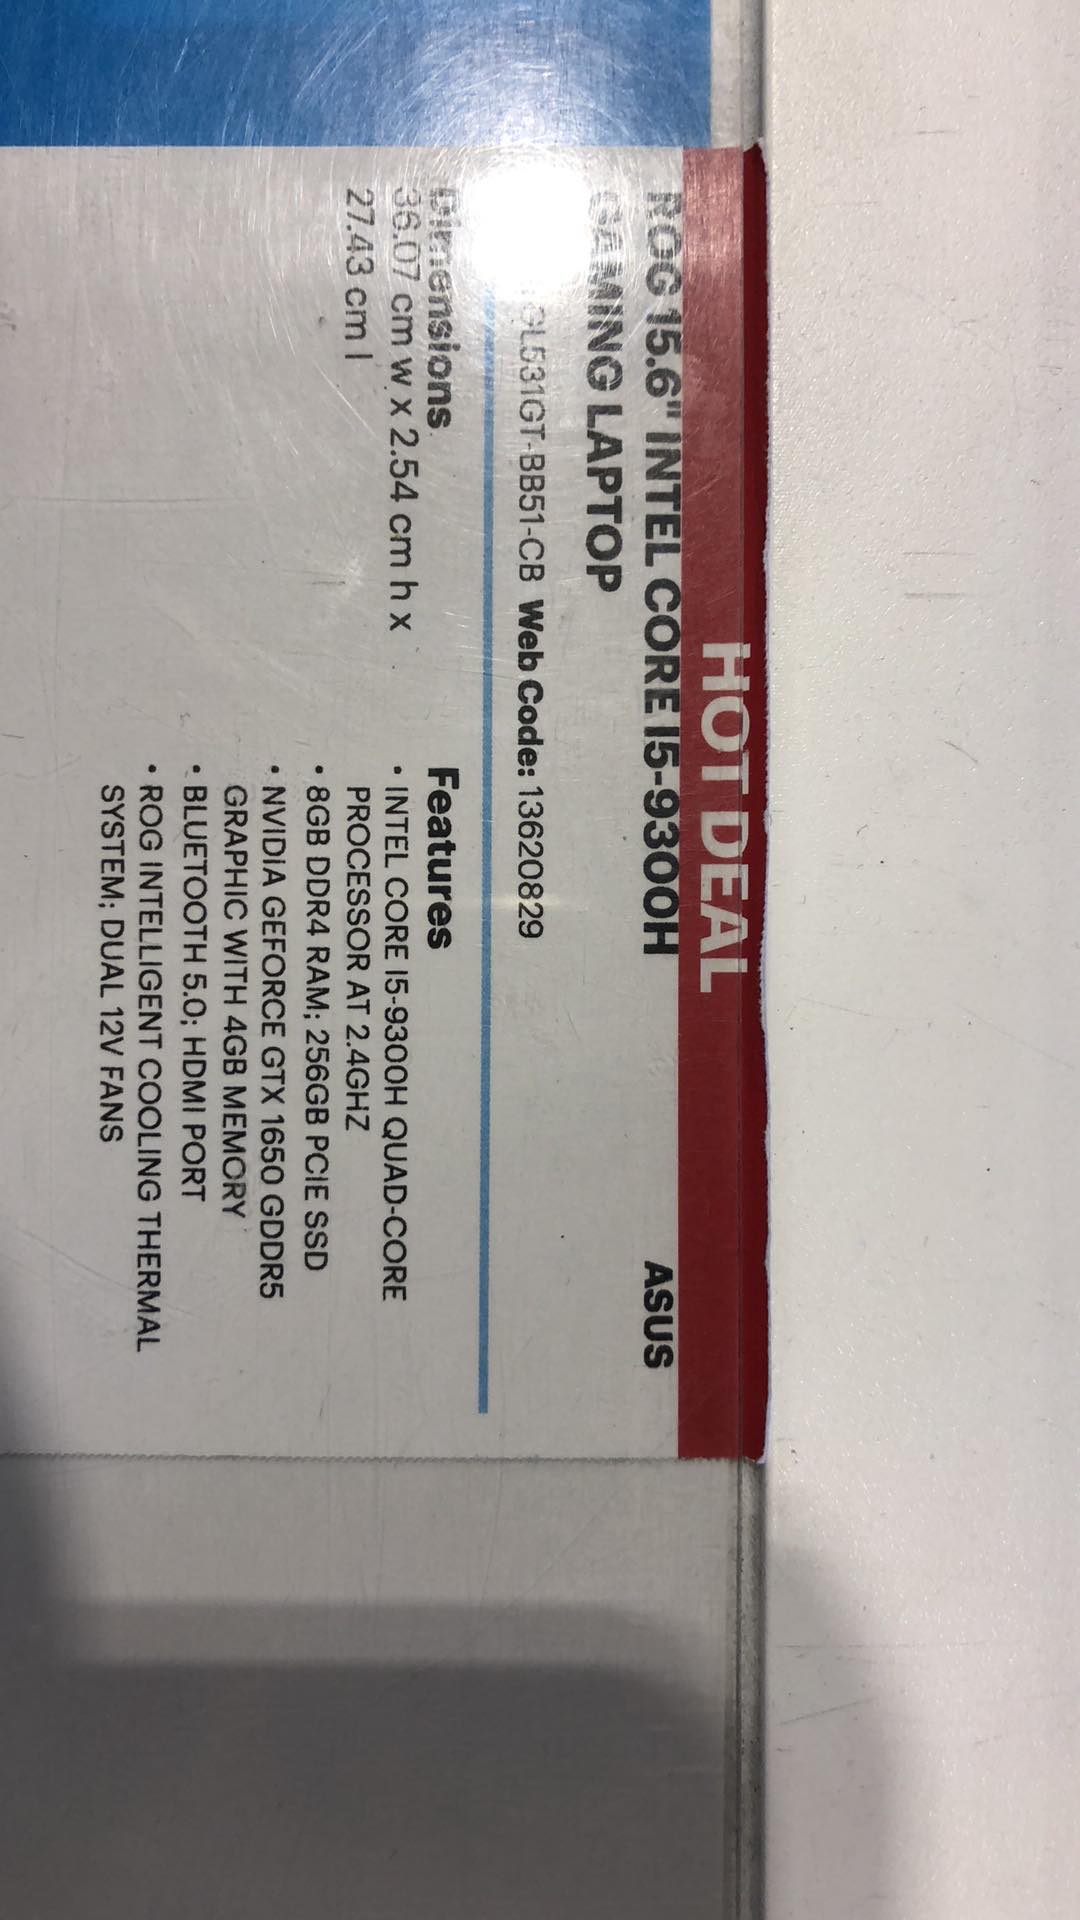 HOT DEAL
ROG 15.6" INTEL CORE I5-9300H ASUS
GAMING LAPTOP
GL531GT-BB51-CB Web Code: 13620829
Dimensions
36.07 cm w x 2.54 cm h x
27.43 cm l
Features
• INTEL CORE I5-9300H QUAD-CORE
PROCESSOR AT 2.4GHZ
• 8GB DDR4 RAM; 256GB PCIE SSD
• NVIDIA GEFORCE GTX 1650 GDDR5
GRAPHIC WITH 4GB MEMORY
• BLUETOOTH 5.0; HDMI PORT
• ROG INTELLIGENT COOLING THERMAL
SYSTEM; DUAL 12V FANS